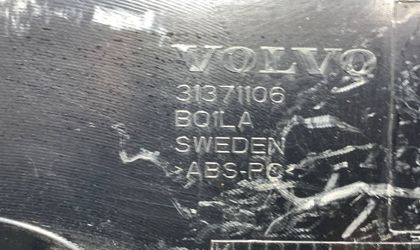 VOLVO
31371106
BQ1LA
SWEDEN
>ABS-PC<